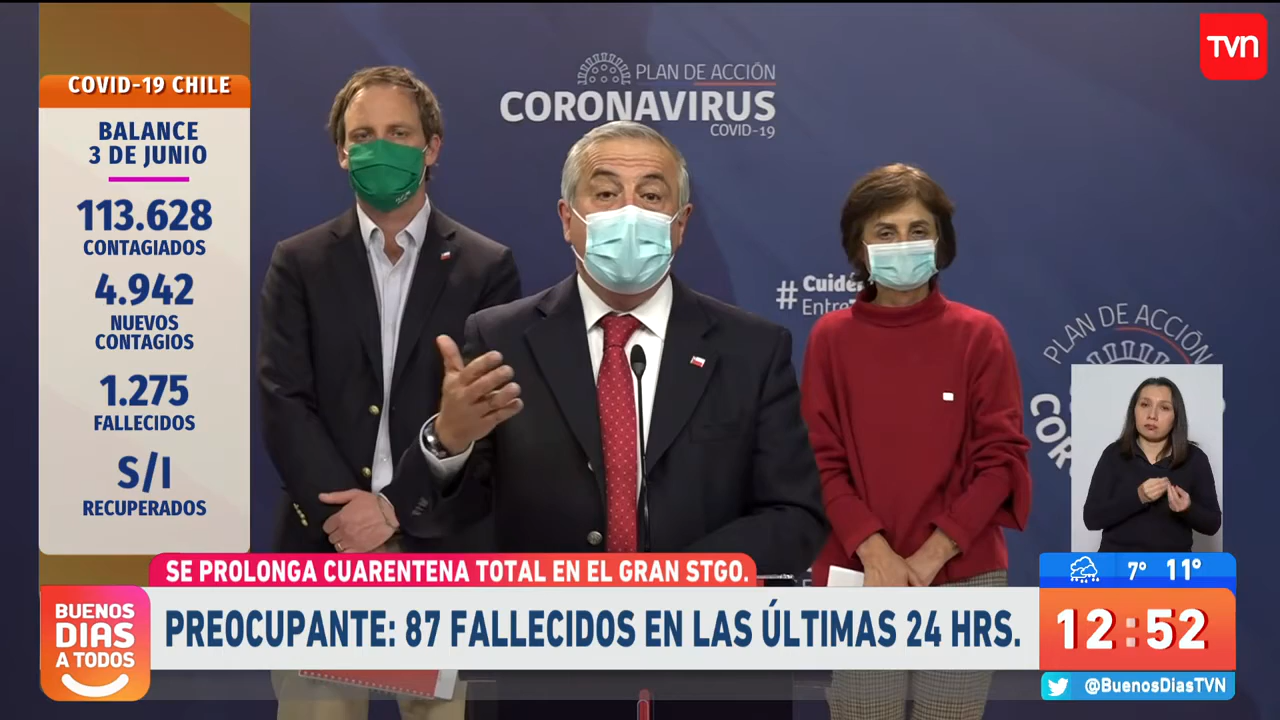 COVID-19 CHILE
BALANCE
3 DE JUNIO
113.628
CONTAGIADOS
4.942
NUEVOS
CONTAGIOS
1.275
FALLECIDOS
S/I
RECUPERADOS
PLAN DE ACCIÓN
CORONAVIRUS
COVID-19
TVN
#
Entre
PLAN DE ACCIÓN
SE PROLONGA CUARENTENA TOTAL EN EL GRAN STGO.
PREOCUPANTE: 87 FALLECIDOS EN LAS ÚLTIMAS 24 HRS.
BUENOS
DIAS
A TODOS
7° 11°
12:52
@BuenosDiasTVN